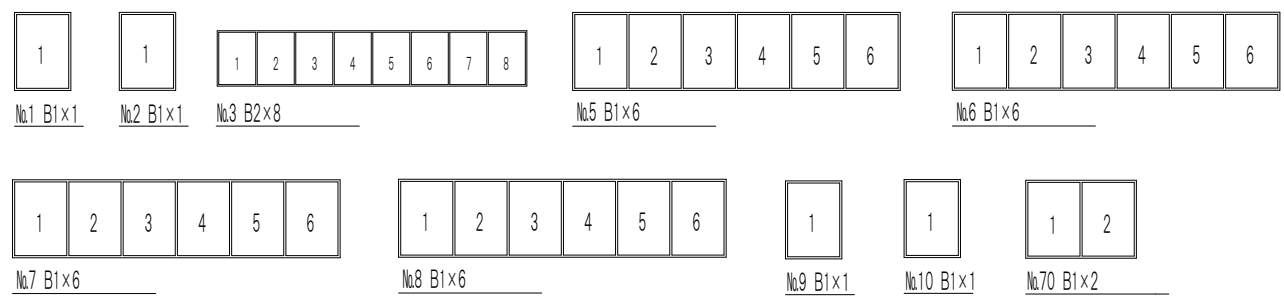 1
1
1 2 3 4 5 6 7 8
1 2 3 4 5 6
1 2 3 4 5 6
№1 B1×1
№2 B1×1
№3 B2×8
№5 B1×6
№6 B1×6
1 2 3 4 5 6
1 2 3 4 5 6
1
1
1 2
№7 B1×6
№8 B1×6
№9 B1×1
№10 B1×1
№70 B1×2